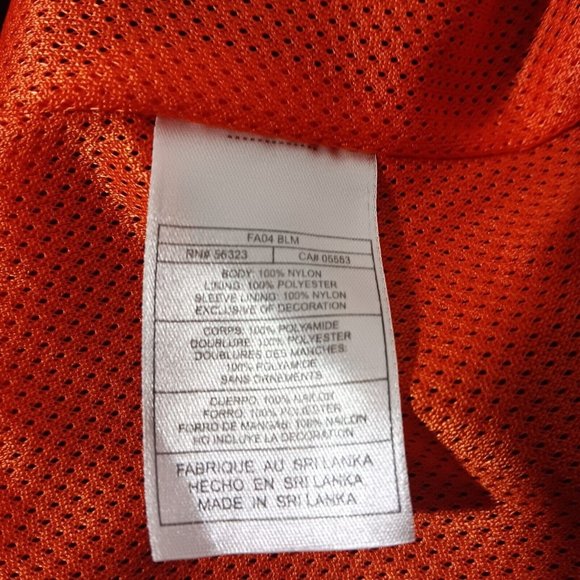 FA04 BLM
RN# 56323 CA# 05553
BODY: 100% NYLON
LINING: 100% POLYESTER
SLEEVE LINING: 100% NYLON
EXCLUSIVE OF DECORATION
CORPS: 100% POLYAMIDE
DOUBLURE: 100% POLYESTER
DOUBLURES DES MANCHES:
100% POLYAMIDE
SANS ORNEMENTS
CUERPO: 100% NAILON
FORRO: 100% POLIESTER
FORRO DE MANGAS: 100% NAILON
NO INCLUYE LA DECORATION
FABRIQUE AU SRI LANKA
HECHO EN SRI LANKA
MADE IN SRI LANKA